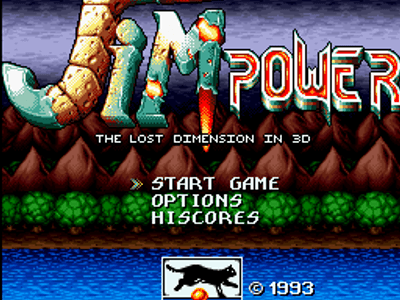 JIM
POWER
THE LOST DIMENSION IN 3D
» START GAME
OPTIONS
HISCORES
© 1993